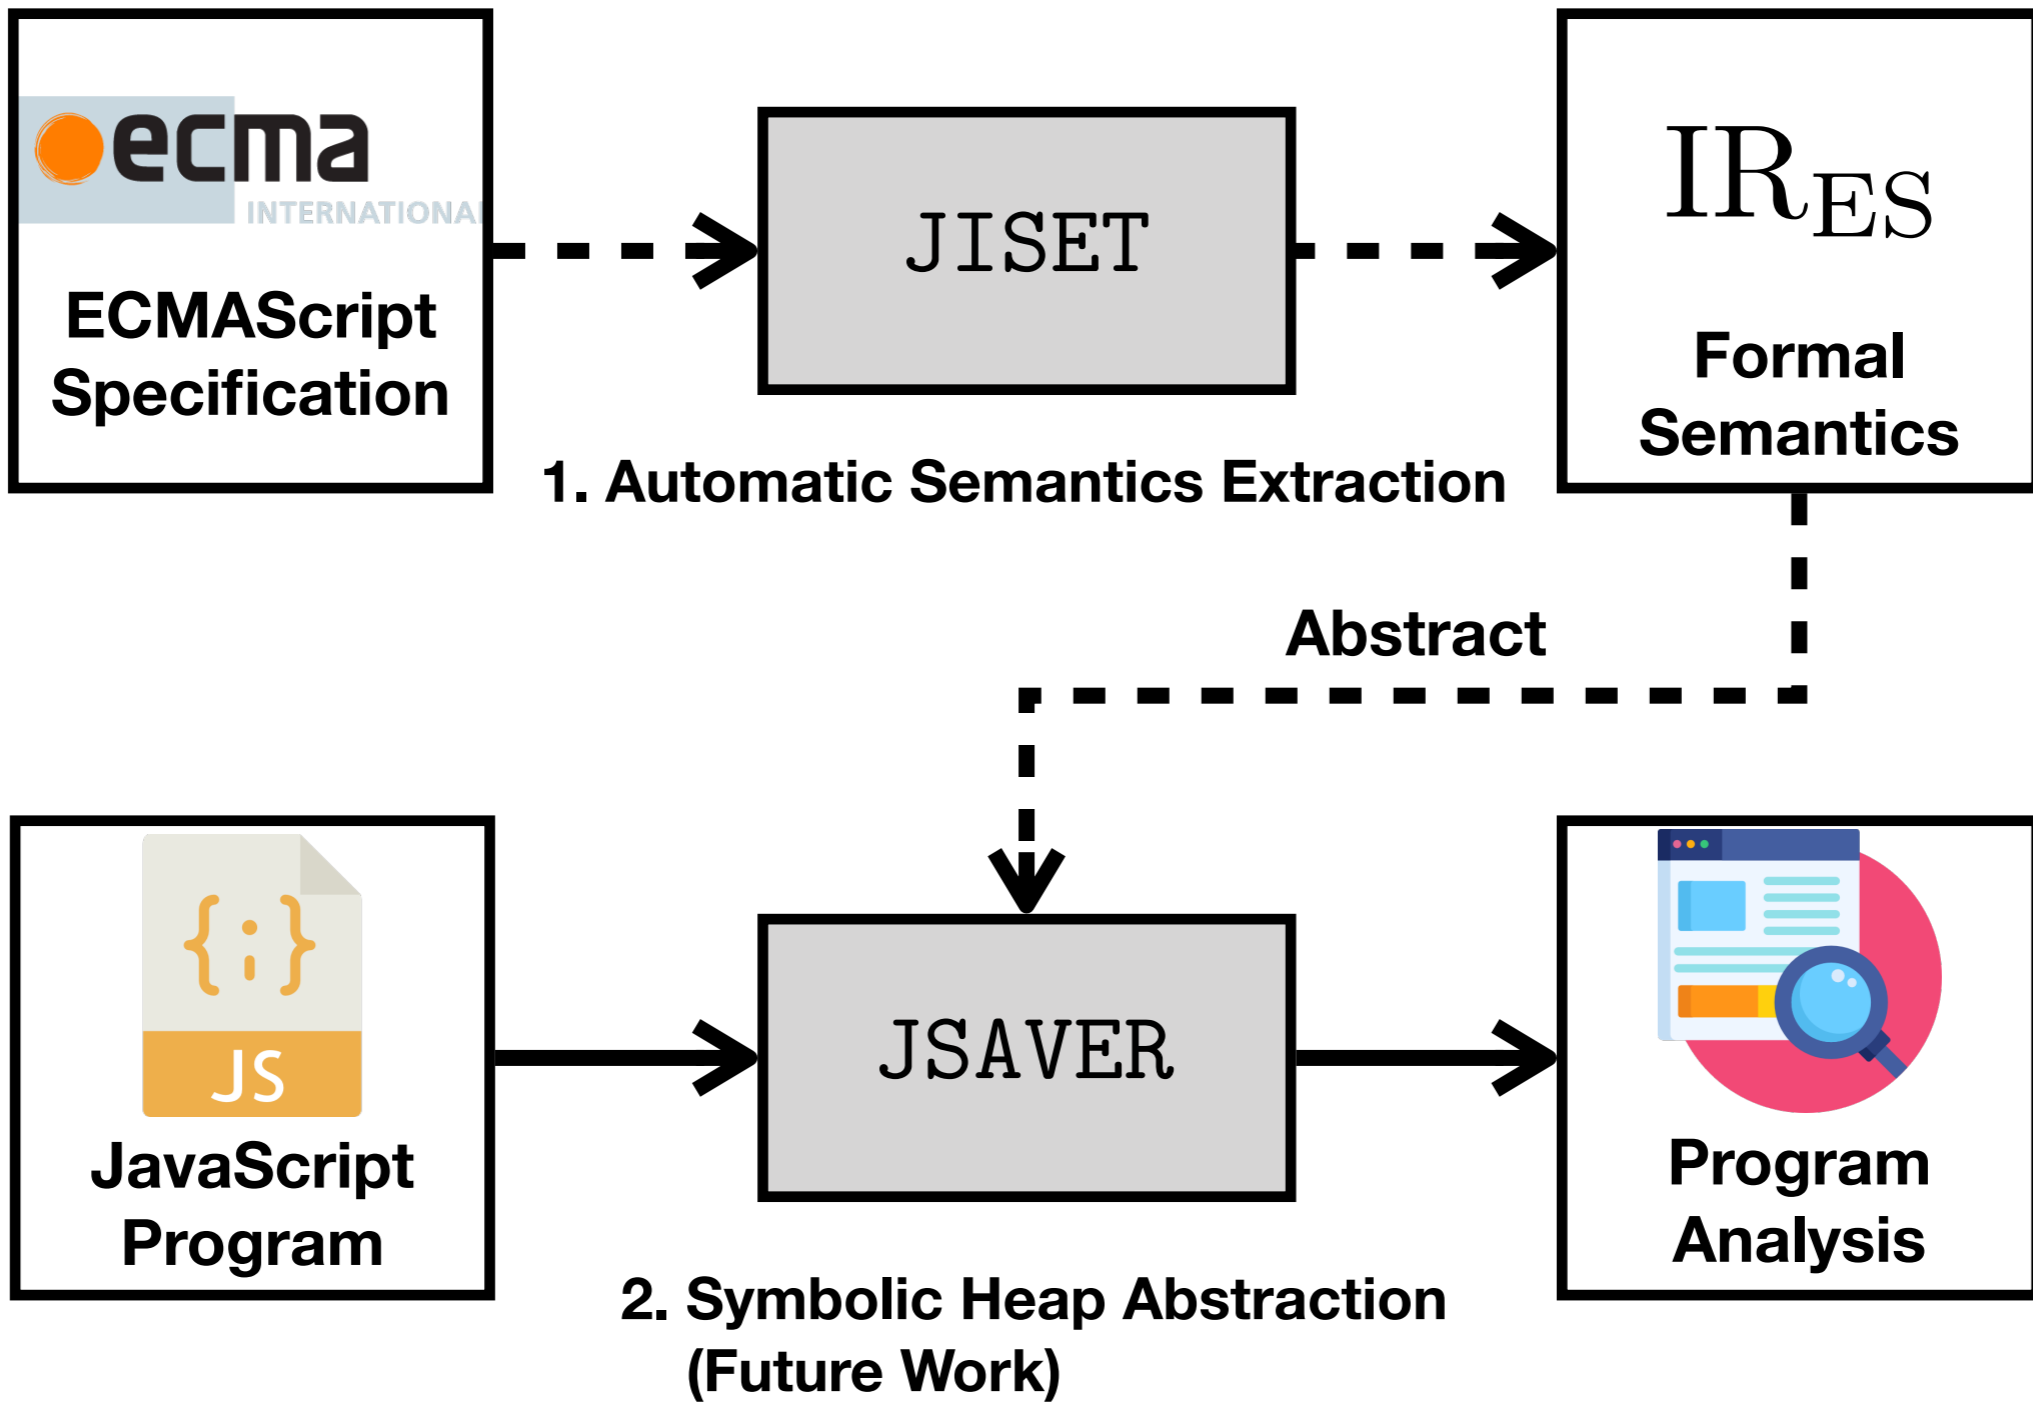 ecma
INTERNATIONAL
ECMAScript
Specification
JISET
IR_ES
Formal
Semantics
1. Automatic Semantics Extraction
Abstract
{;}
JS
JavaScript
Program
JSAVER
Program
Analysis
2. Symbolic Heap Abstraction
(Future Work)